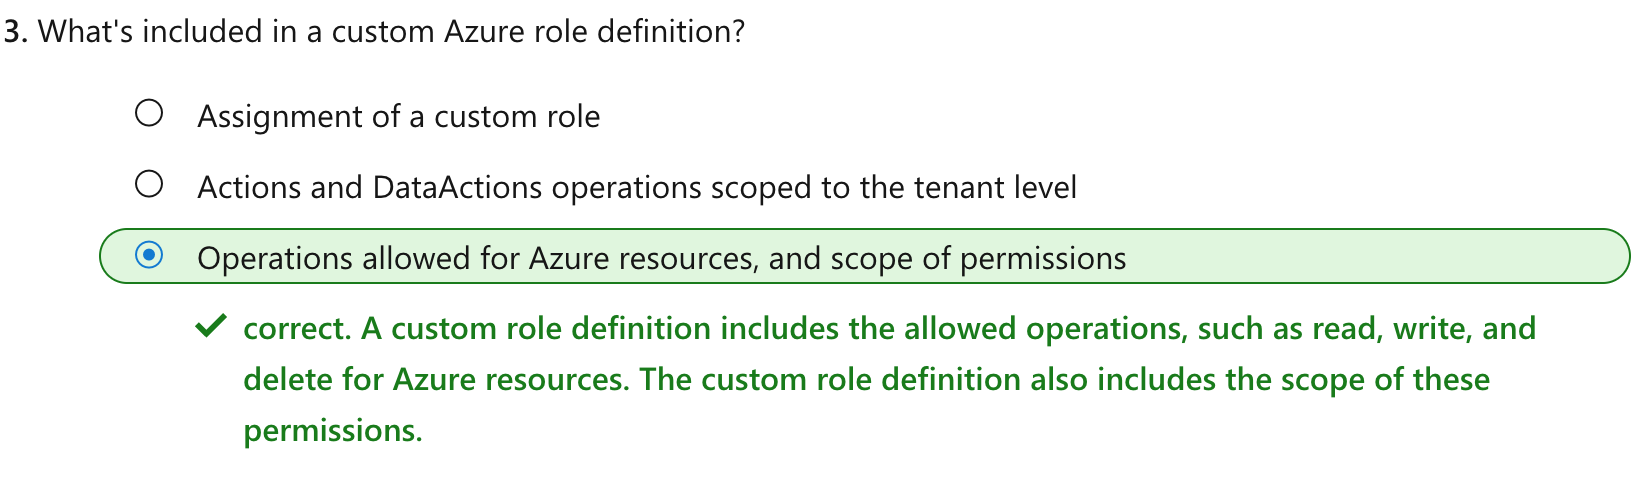 3. What's included in a custom Azure role definition?
Assignment of a custom role
Actions and DataActions operations scoped to the tenant level
Operations allowed for Azure resources, and scope of permissions
correct. A custom role definition includes the allowed operations, such as read, write, and
delete for Azure resources. The custom role definition also includes the scope of these
permissions.